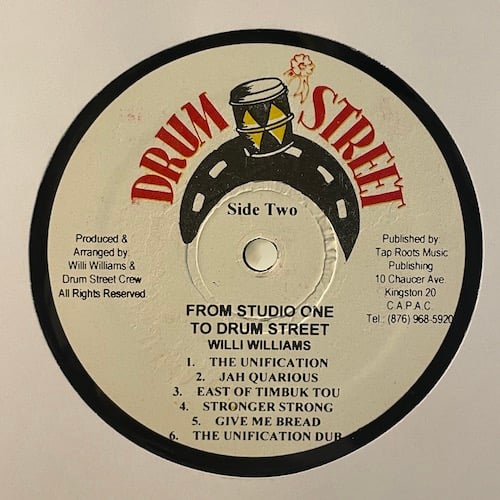 DRUM STREET
Side Two
Produced &
Arranged by
Willi Williams &
Drum Street Crew
All Rights Reserved.
Published by:
Tap Roots Music
Publishing
10 Chaucer Ave.
Kingston 20
C.A.P.A.C.
Tel.: (876) 968-5920
FROM STUDIO ONE
TO DRUM STREET
WILLI WILLIAMS
1. THE UNIFICATION
2. JAH QUARIOUS
3. EAST OF TIMBUK TOU
4. STRONGER STRONG
5. GIVE ME BREAD
6. THE UNIFICATION DUB